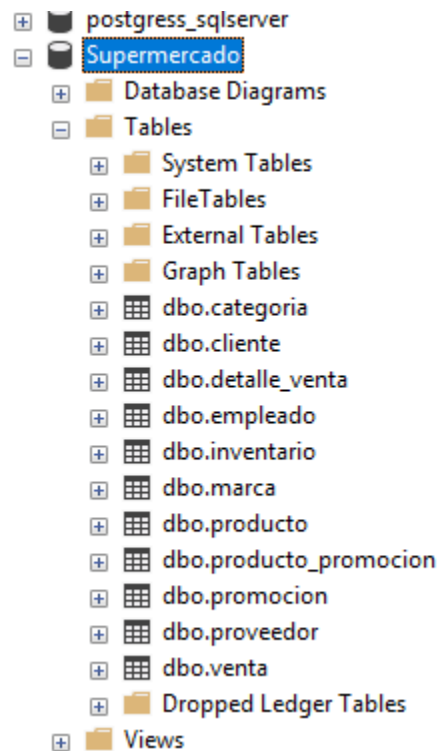 postgress_sqlserver
Supermercado
Database Diagrams
Tables
System Tables
FileTables
External Tables
Graph Tables
dbo.categoria
dbo.cliente
dbo.detalle_venta
dbo.empleado
dbo.inventario
dbo.marca
dbo.producto
dbo.producto_promocion
dbo.promocion
dbo.proveedor
dbo.venta
Dropped Ledger Tables
Views